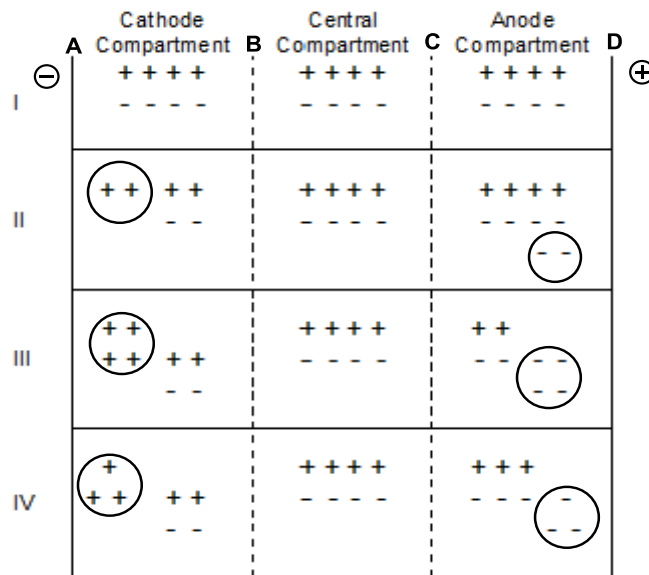 Cathode Central Anode
A Compartment B Compartment C Compartment D
⊖ + + + + + + + + + + + + ⊕
I - - - - - - - - - - - -
+ + + + + + + + + + + +
II - - - - - - - - - -
- -
+ + + + + + + +
III + + + + - - - - - - - -
- - - -
+ + + + + + + +
IV + + + + - - - - - - - -
- - - -